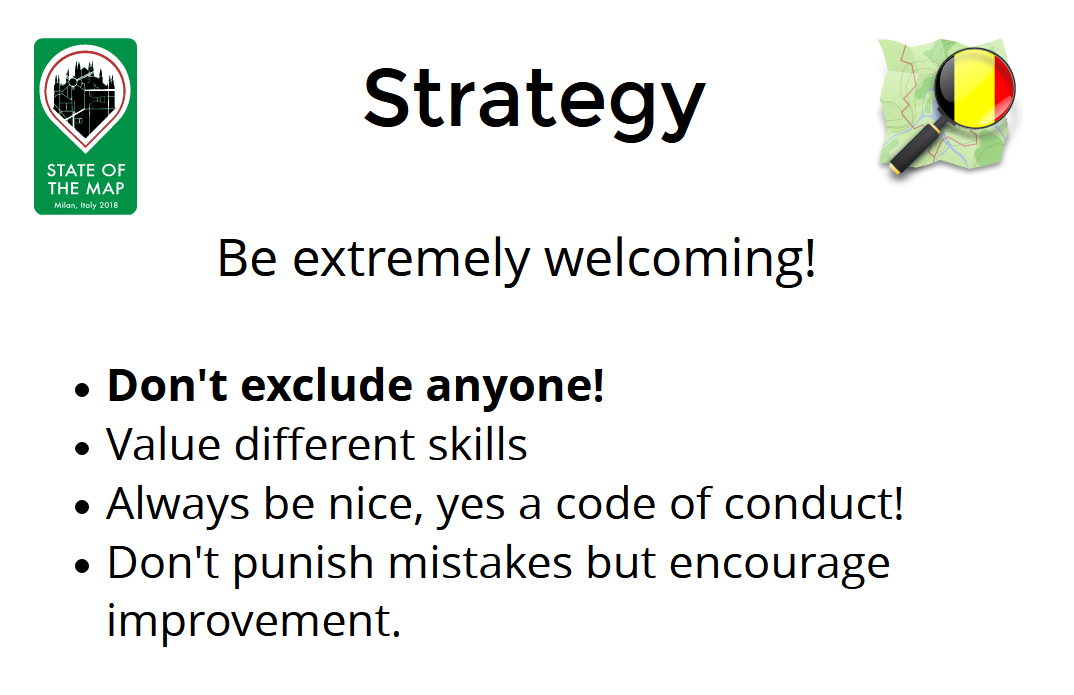 STATE OF
THE MAP
Milan, Italy 2018
Strategy
Be extremely welcoming!
• Don't exclude anyone!
• Value different skills
• Always be nice, yes a code of conduct!
• Don't punish mistakes but encourage
improvement.